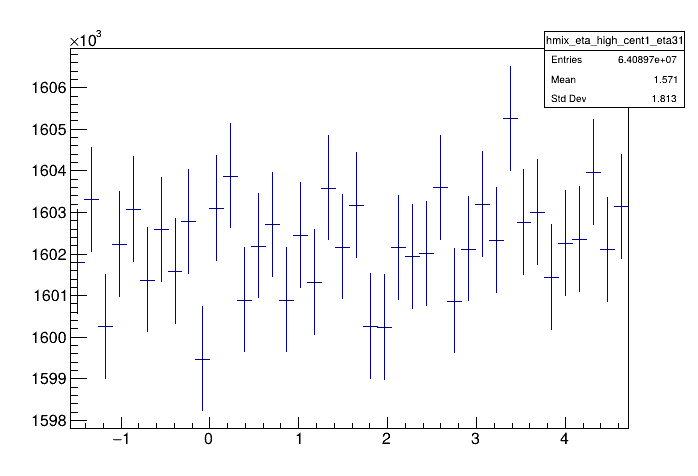 ×10³
hmix_eta_high_cent1_eta31
Entries 6.40897e+07
Mean 1.571
Std Dev 1.813
1606
1605
1604
1603
1602
1601
1600
1599
1598
−1 0 1 2 3 4